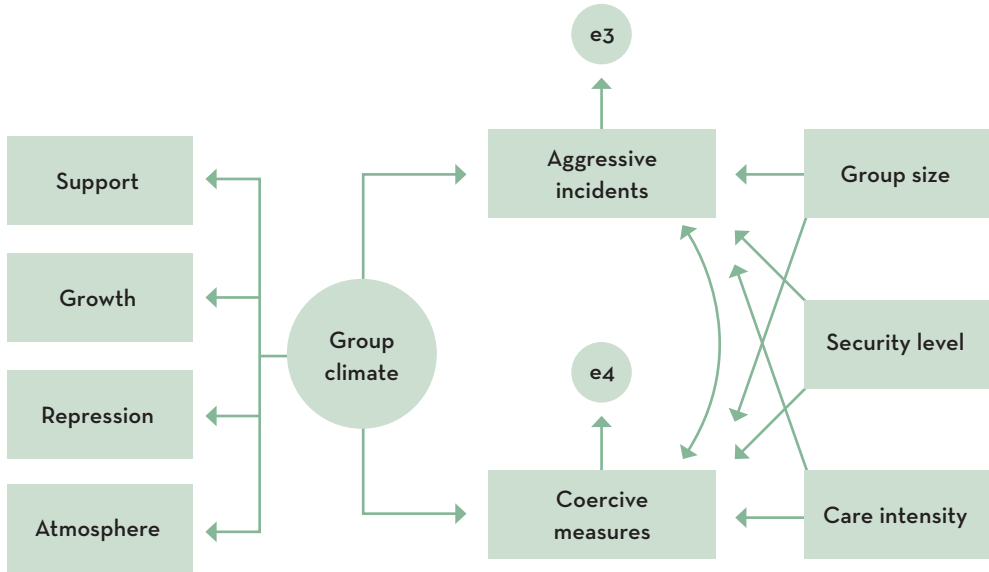 e3
Support
Growth
Repression
Atmosphere
Group
climate
Aggressive
incidents
e4
Coercive
measures
Group size
Security level
Care intensity